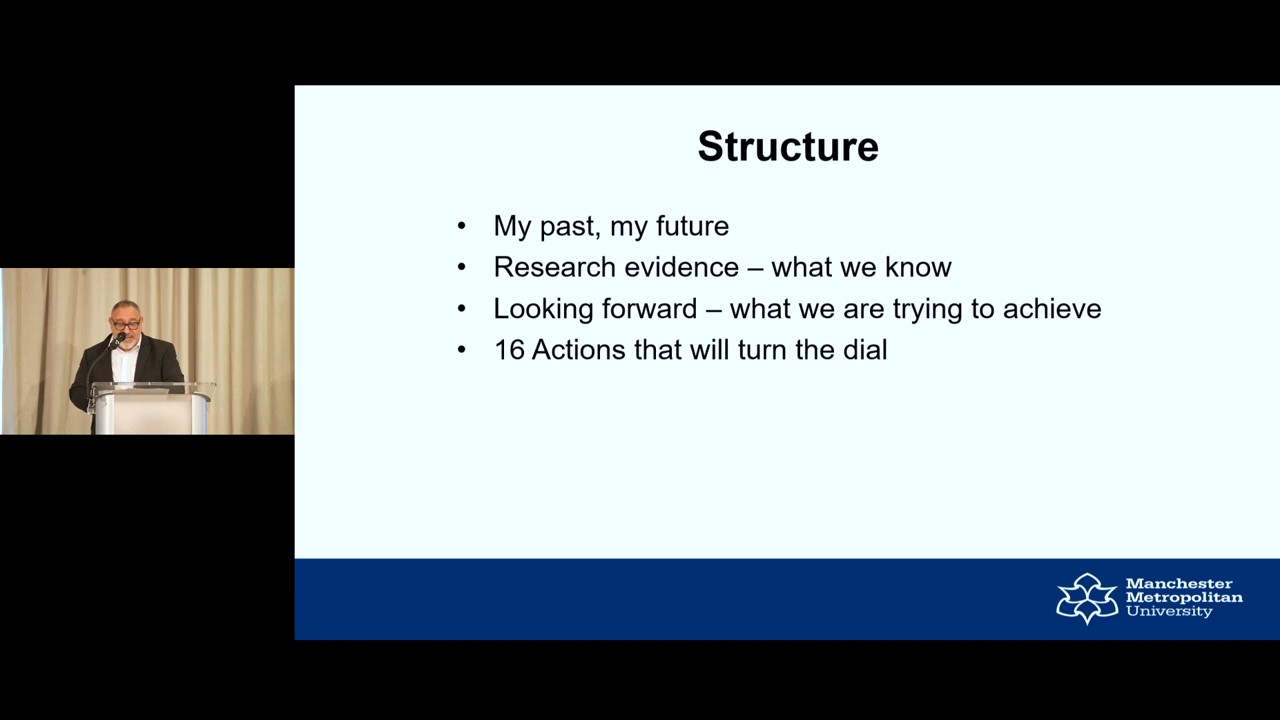 Structure
• My past, my future
• Research evidence – what we know
• Looking forward – what we are trying to achieve
• 16 Actions that will turn the dial
Manchester
Metropolitan
University